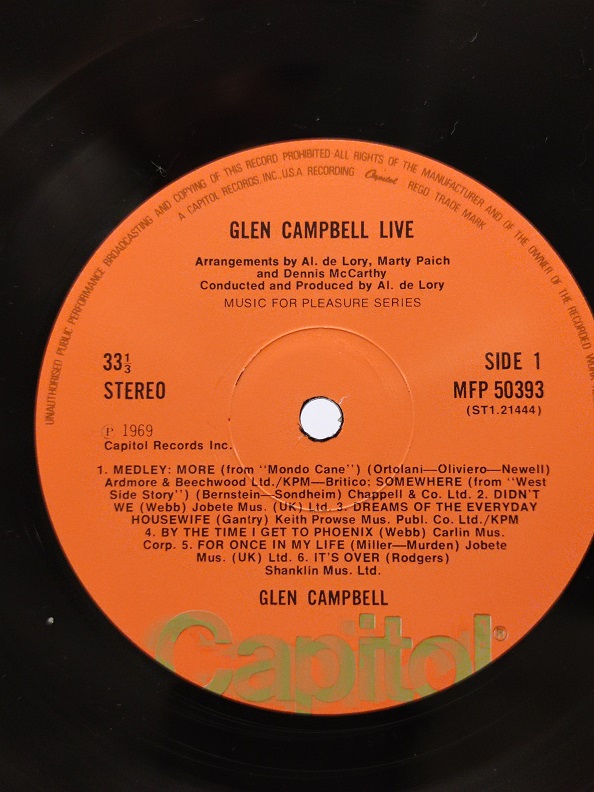 UNAUTHORISED PUBLIC PERFORMANCE BROADCASTING AND COPYING OF THIS RECORD PROHIBITED·ALL RIGHTS OF THE MANUFACTURER AND OF THE OWNER OF THE RECORDED WORK
A CAPITOL RECORDS, INC., U.S.A. RECORDING Capitol REGD. TRADE MARK
GLEN CAMPBELL LIVE
Arrangements by Al. de Lory, Marty Paich
and Dennis McCarthy
Conducted and Produced by Al. de Lory
MUSIC FOR PLEASURE SERIES
33⅓
STEREO
SIDE 1
MFP 50393
(ST1.21444)
Ⓟ 1969
Capitol Records Inc.
1. MEDLEY: MORE (from "Mondo Cane") (Ortolani—Oliviero—Newell)
Ardmore & Beechwood Ltd./KPM—Britico: SOMEWHERE (from "West
Side Story") (Bernstein—Sondheim) Chappell & Co. Ltd. 2. DIDN'T
WE (Webb) Jobete Mus. (UK) Ltd. 3. DREAMS OF THE EVERYDAY
HOUSEWIFE (Gantry) Keith Prowse Mus. Publ. Co. Ltd./KPM
4. BY THE TIME I GET TO PHOENIX (Webb) Carlin Mus.
Corp. 5. FOR ONCE IN MY LIFE (Miller—Murden) Jobete
Mus. (UK) Ltd. 6. IT'S OVER (Rodgers)
Shanklin Mus. Ltd.
GLEN CAMPBELL
Capitol®